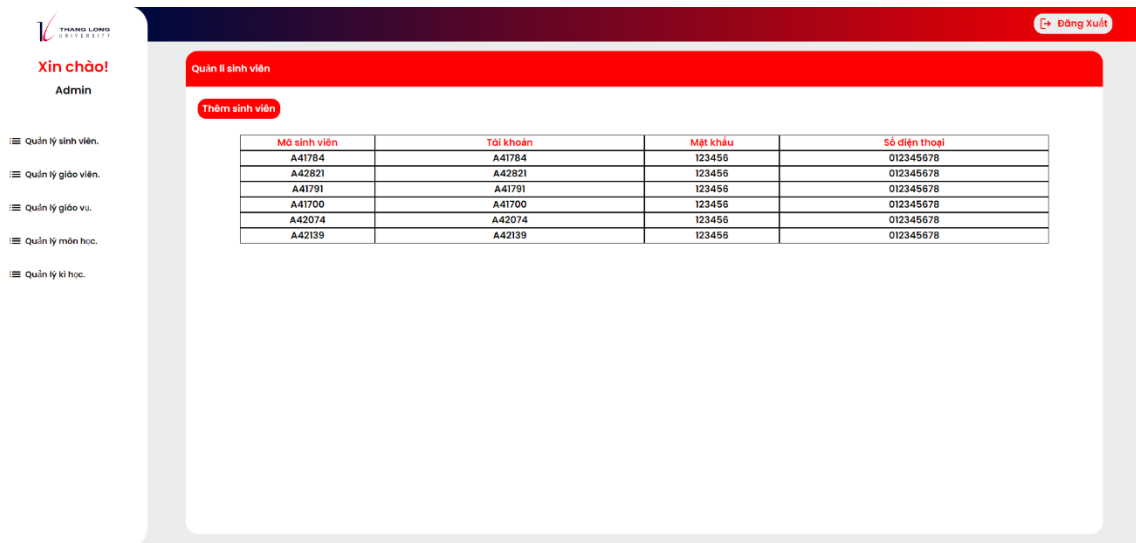 THANG LONG
UNIVERSITY
Đăng Xuất
Xin chào!
Admin
Quản lý sinh viên.
Quản lý giáo viên.
Quản lý giáo vụ.
Quản lý môn học.
Quản lý kì học.
Quản lí sinh viên
Thêm sinh viên
Mã sinh viên Tài khoản Mật khẩu Số điện thoại
A41784 A41784 123456 012345678
A42821 A42821 123456 012345678
A41791 A41791 123456 012345678
A41700 A41700 123456 012345678
A42074 A42074 123456 012345678
A42139 A42139 123456 012345678